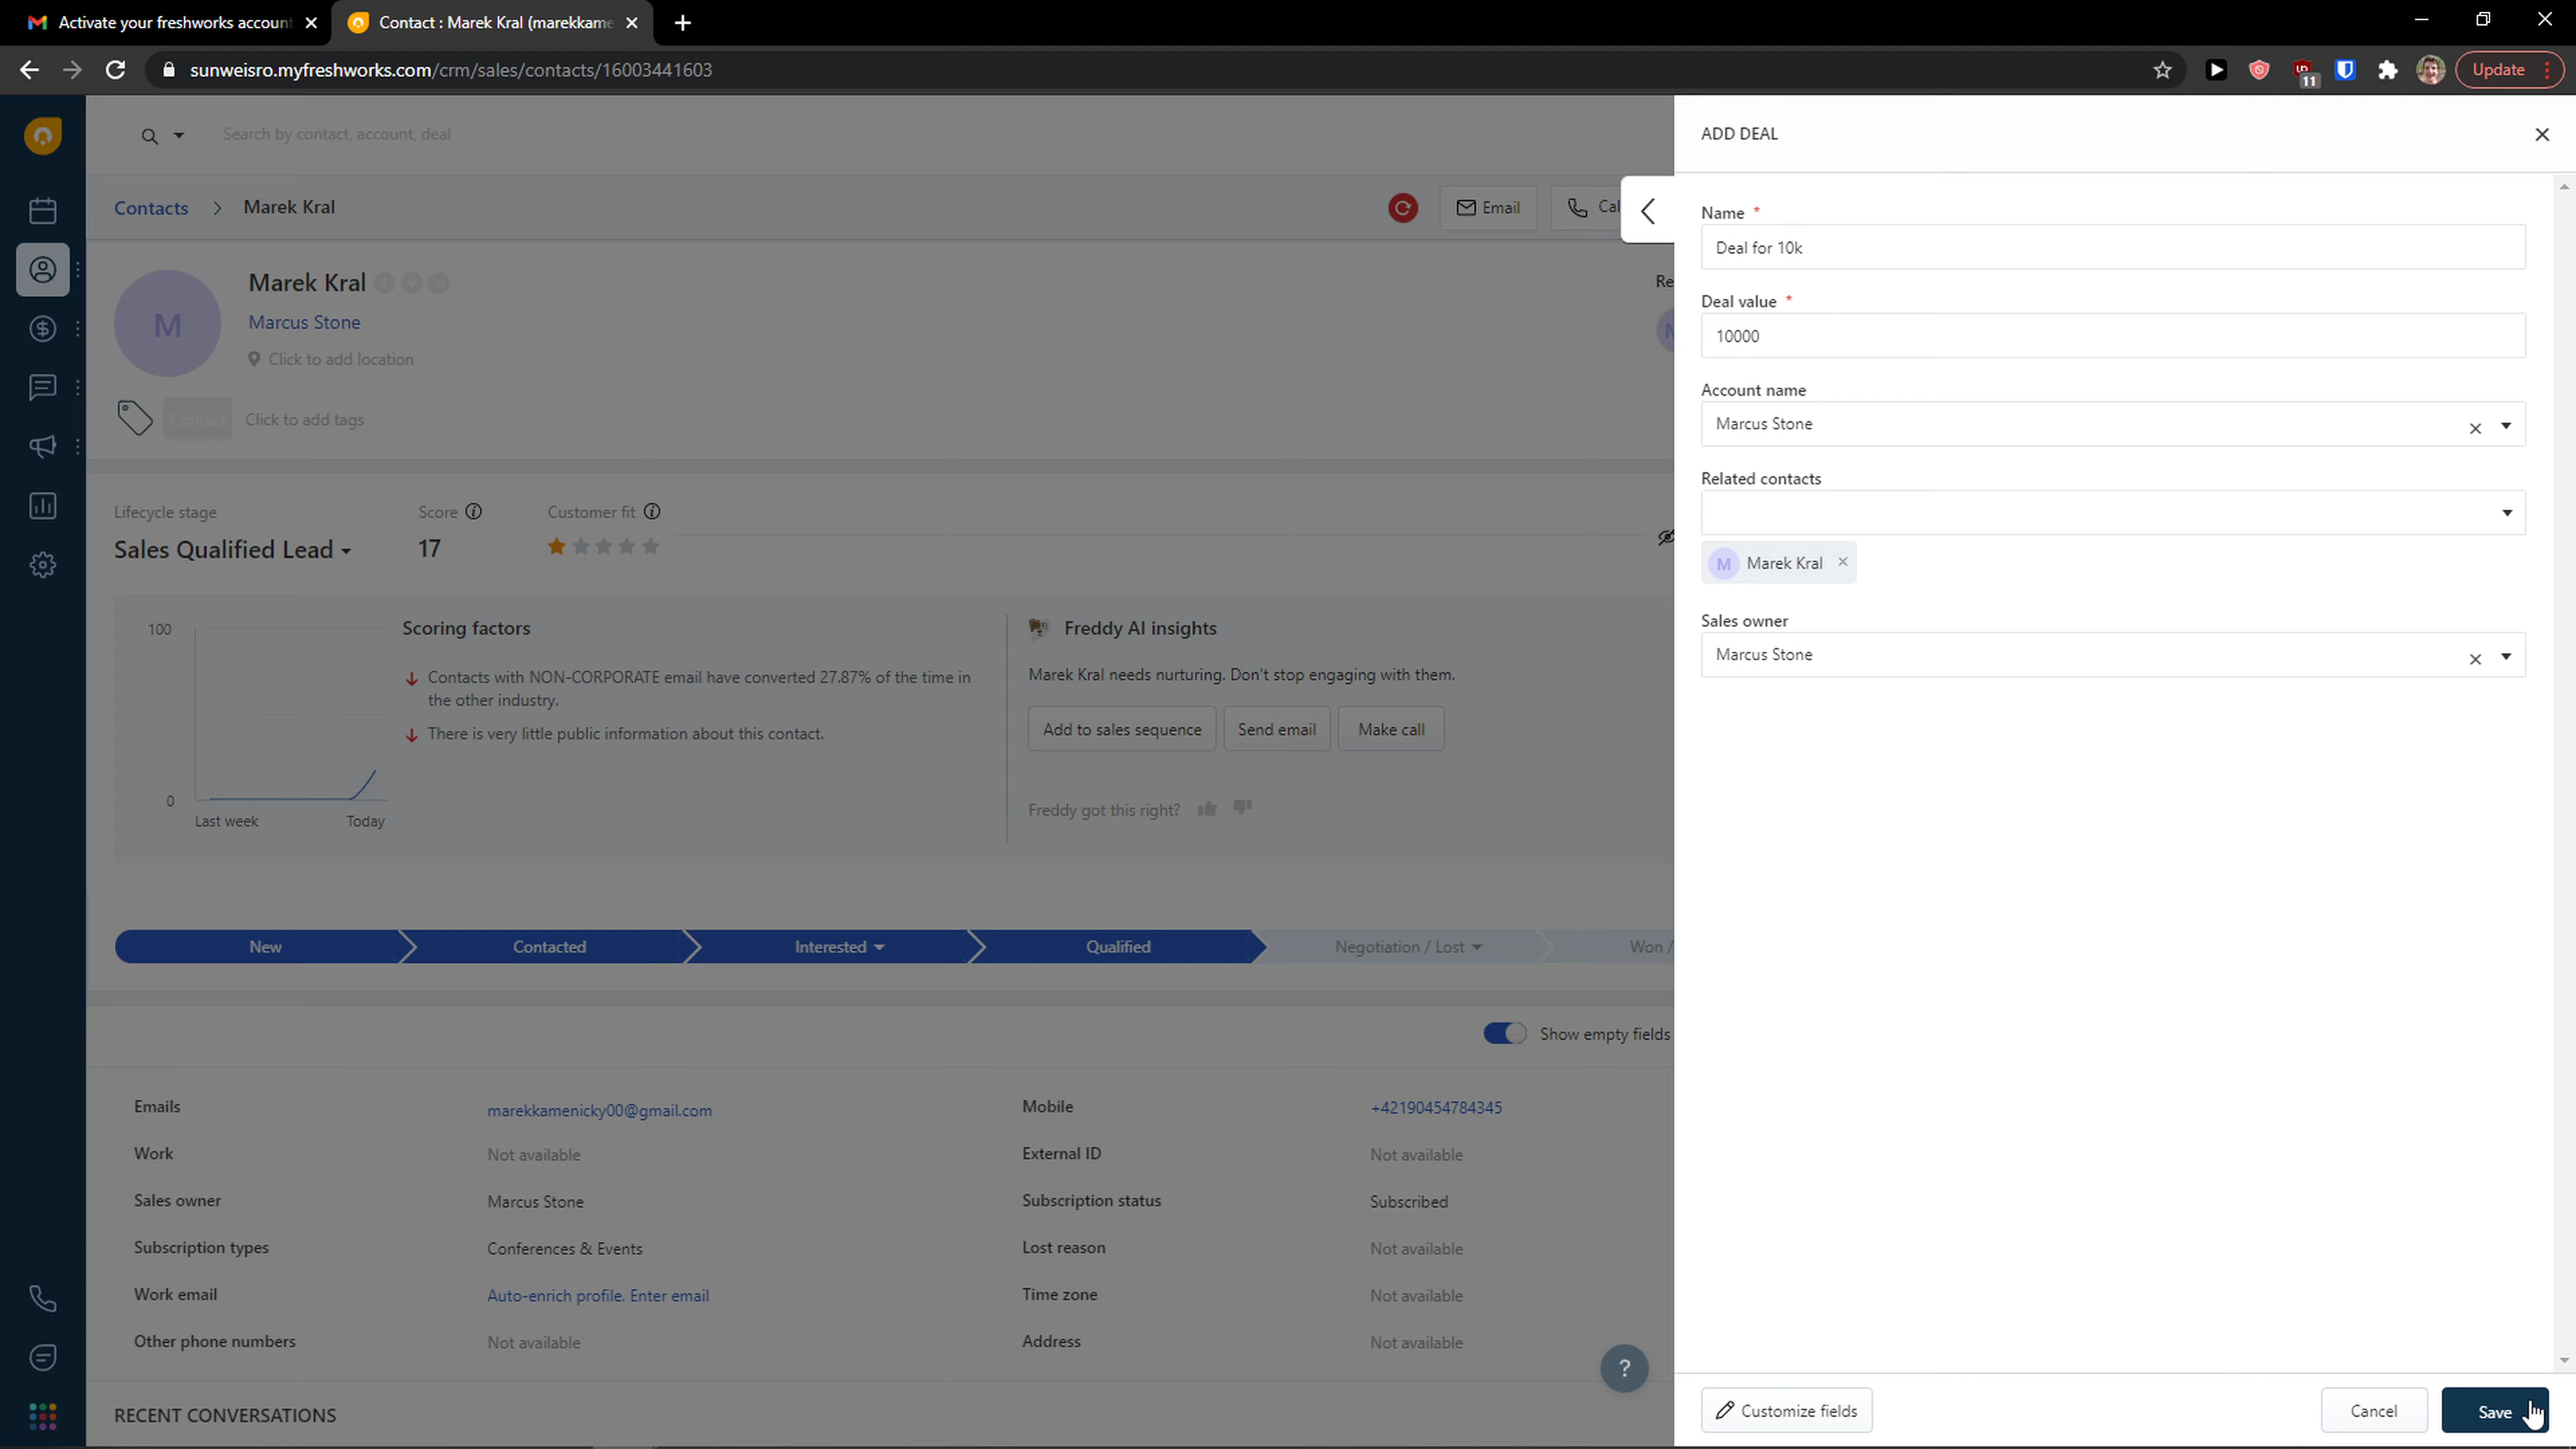 Activate your freshworks account
Contact : Marek Kral (marekkame
sunweisro.myfreshworks.com/crm/sales/contacts/16003441603
11
Update
Search by contact, account, deal
Contacts > Marek Kral
Email
Cal
Marek Kral
Marcus Stone
Click to add location
M
Contact
Click to add tags
Re
Lifecycle stage
Score
Customer fit
Sales Qualified Lead
17
100
0
Last week
Today
Scoring factors
Contacts with NON-CORPORATE email have converted 27.87% of the time in
the other industry.
There is very little public information about this contact.
Freddy AI insights
Marek Kral needs nurturing. Don't stop engaging with them.
Add to sales sequence
Send email
Make call
Freddy got this right?
New
Contacted
Interested
Qualified
Negotiation / Lost
Won /
Show empty fields
Emails
marekkamenicky00@gmail.com
Mobile
+42190454784345
Work
Not available
External ID
Not available
Sales owner
Marcus Stone
Subscription status
Subscribed
Subscription types
Conferences & Events
Lost reason
Not available
Work email
Auto-enrich profile. Enter email
Time zone
Not available
Other phone numbers
Not available
Address
Not available
RECENT CONVERSATIONS
?
ADD DEAL
Name *
Deal for 10k
Deal value *
10000
Account name
Marcus Stone
Related contacts
M Marek Kral
Sales owner
Marcus Stone
Customize fields
Cancel
Save